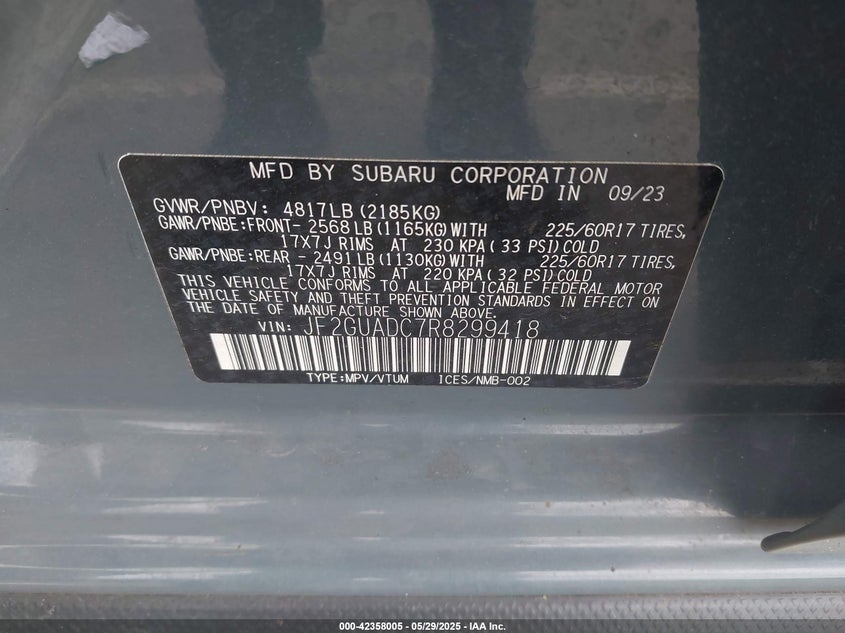 MFD BY SUBARU CORPORATION
MFD IN 09/23
GVWR/PNBV: 4817LB (2185KG)
GAWR/PNBE:FRONT- 2568LB (1165KG) WITH 225/60R17 TIRES,
17X7J RIMS AT 230 KPA ( 33 PSI) COLD
GAWR/PNBE:REAR - 2491LB (1130KG) WITH 225/60R17 TIRES,
17X7J RIMS AT 220 KPA ( 32 PSI) COLD
THIS VEHICLE CONFORMS TO ALL APPLICABLE FEDERAL MOTOR
VEHICLE SAFETY AND THEFT PREVENTION STANDARDS IN EFFECT ON
THE DATE OF MANUFACTURE SHOWN ABOVE.
VIN: JF2GUADC7R8299418
TYPE:MPV/VTUM ICES/NMB-002
000-42358005 - 05/29/2025 - IAA Inc.